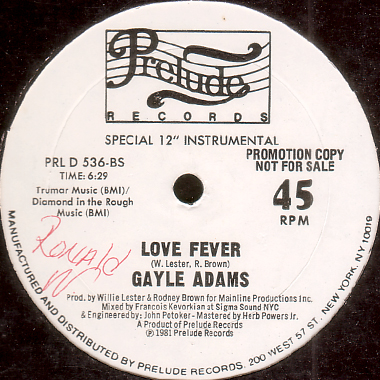 Prelude
RECORDS
SPECIAL 12" INSTRUMENTAL
PRL D 536-BS
TIME: 6:29
Trumar Music (BMI)/
Diamond in the Rough
Music (BMI)
PROMOTION COPY
NOT FOR SALE
45
RPM
Ronald
W
LOVE FEVER
(W. Lester, R. Brown)
GAYLE ADAMS
Prod. by Willie Lester & Rodney Brown for Mainline Productions Inc.
Mixed by Francois Kevorkian at Sigma Sound NYC
& Engineered by: John Potoker - Mastered by Herb Powers Jr.
A Product of Prelude Records
Ⓟ 1981 Prelude Records
MANUFACTURED AND DISTRIBUTED BY PRELUDE RECORDS. 200 WEST 57 ST. NEW YORK, NY 10019